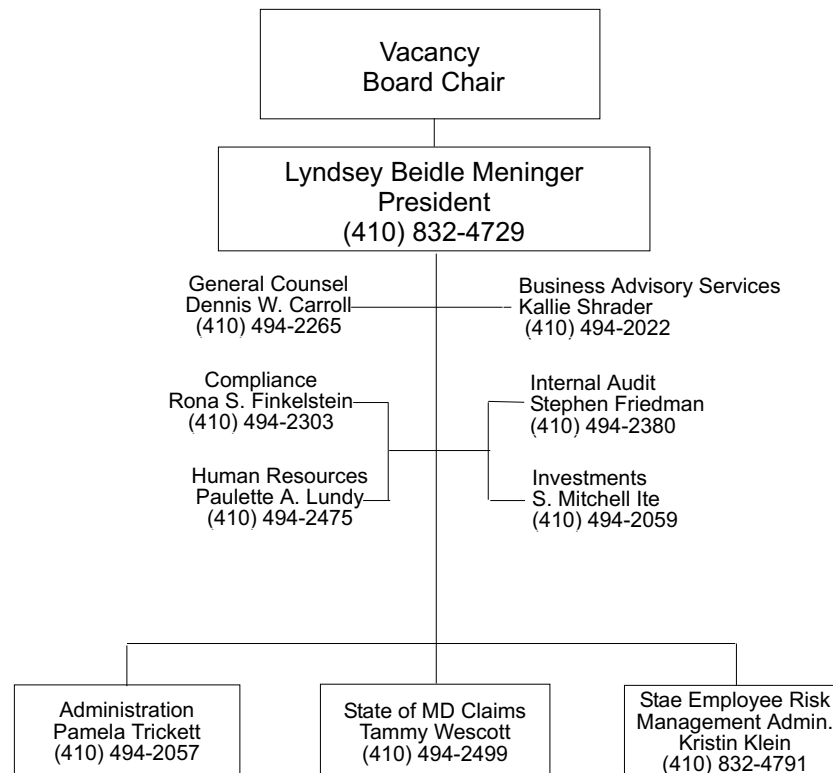 Vacancy
Board Chair
Lyndsey Beidle Meninger
President
(410) 832-4729
General Counsel
Dennis W. Carroll
(410) 494-2265
Business Advisory Services
Kallie Shrader
(410) 494-2022
Compliance
Rona S. Finkelstein
(410) 494-2303
Internal Audit
Stephen Friedman
(410) 494-2380
Human Resources
Paulette A. Lundy
(410) 494-2475
Investments
S. Mitchell Ite
(410) 494-2059
Administration
Pamela Trickett
(410) 494-2057
State of MD Claims
Tammy Wescott
(410) 494-2499
Stae Employee Risk
Management Admin.
Kristin Klein
(410) 832-4791